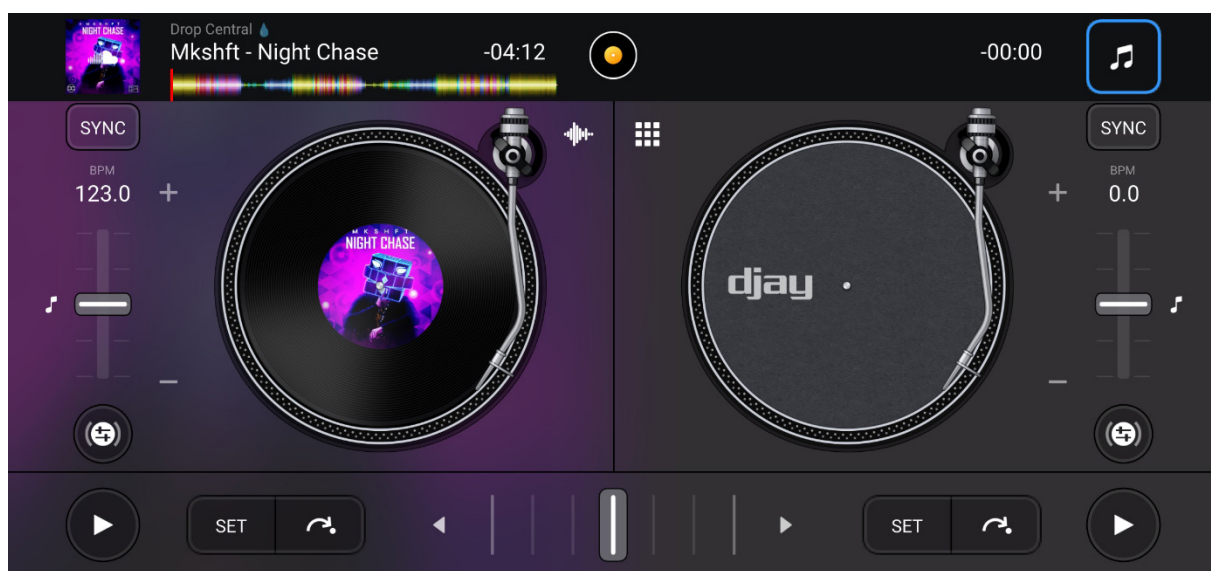 NIGHT CHASE
Drop Central
Mkshft - Night Chase
-04:12
-00:00
SYNC
SYNC
BPM
123.0
BPM
0.0
MKSHFT
NIGHT CHASE
djay
SET
SET